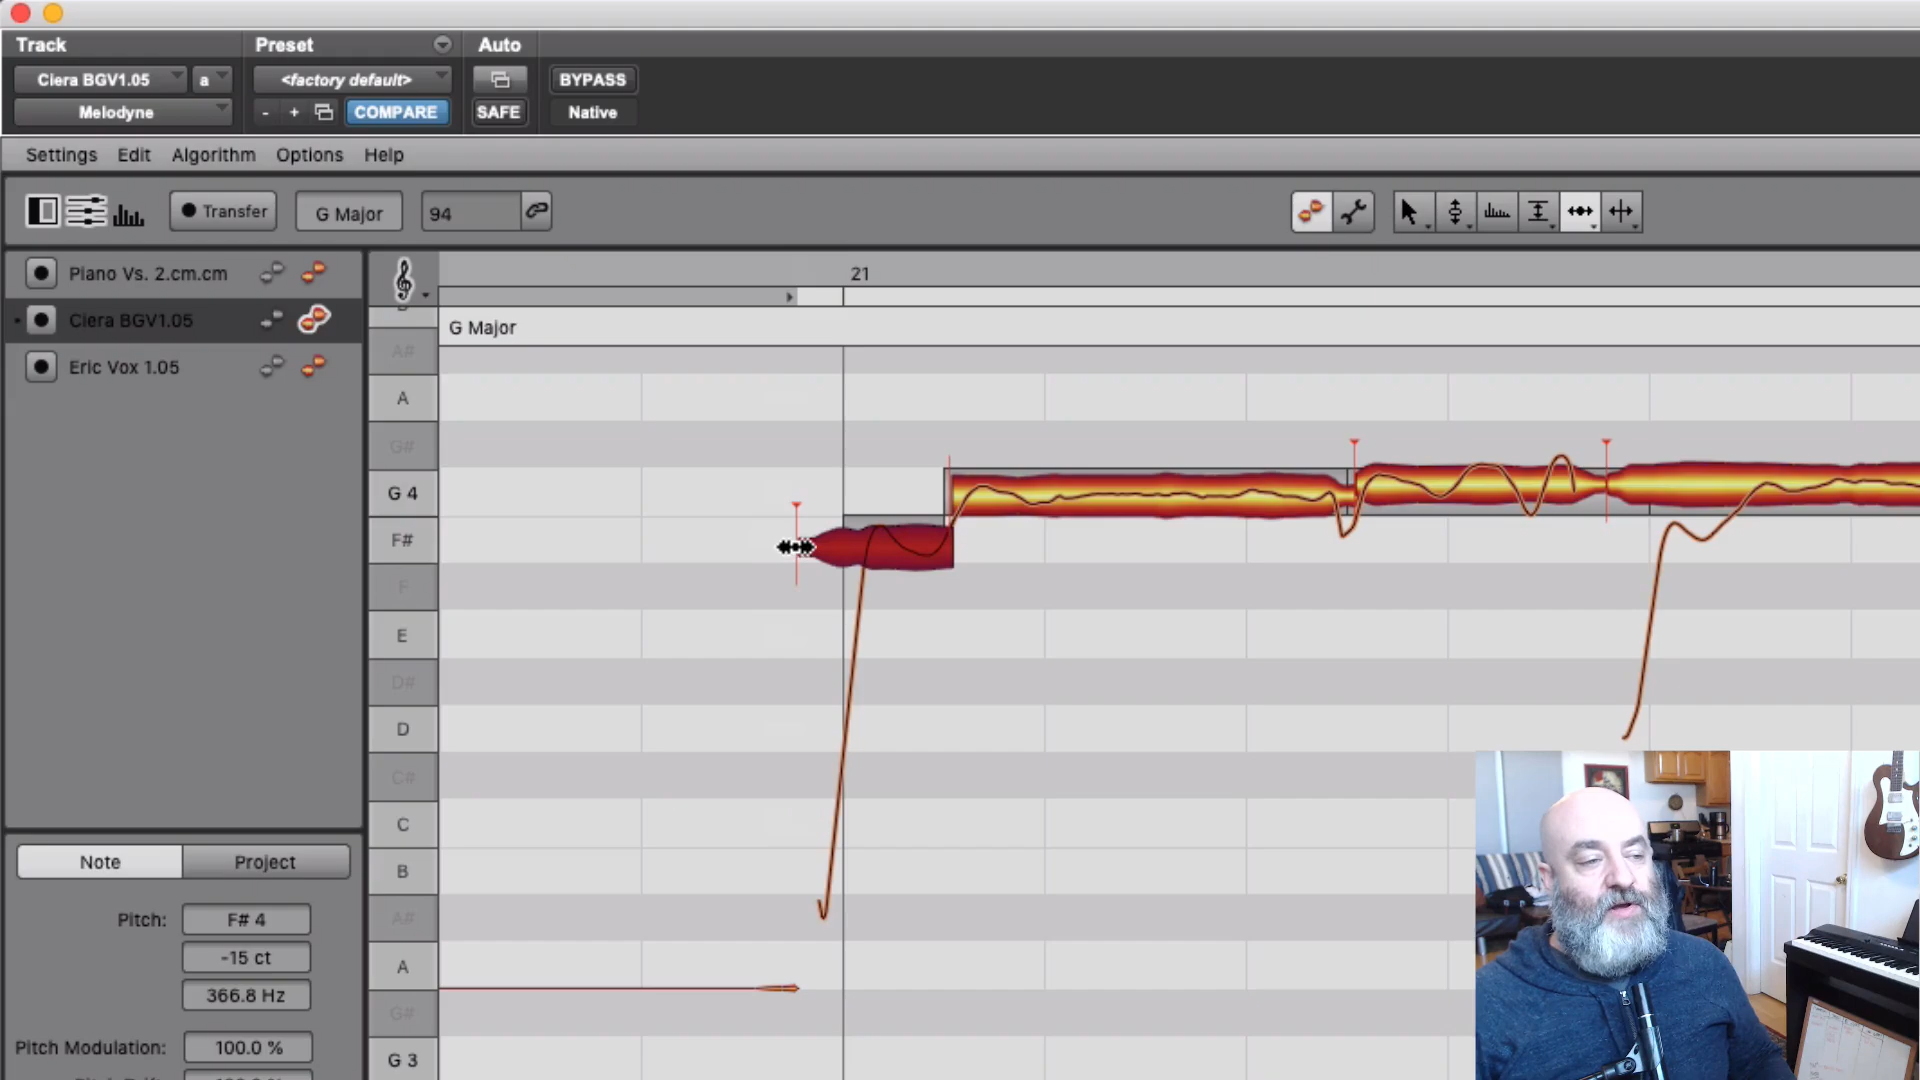 Track
Preset
Auto
Ciera BGV1.05
a
<factory default>
BYPASS
Melodyne
- +
COMPARE
SAFE
Native
Settings Edit Algorithm Options Help
Transfer
G Major
94
Piano Vs. 2.cm.cm
Ciera BGV1.05
Eric Vox 1.05
21
G Major
A#
A
G#
G 4
F#
F
E
D#
D
C#
C
B
A#
A
G#
G 3
Note
Project
Pitch:
F# 4
-15 ct
366.8 Hz
Pitch Modulation:
100.0 %